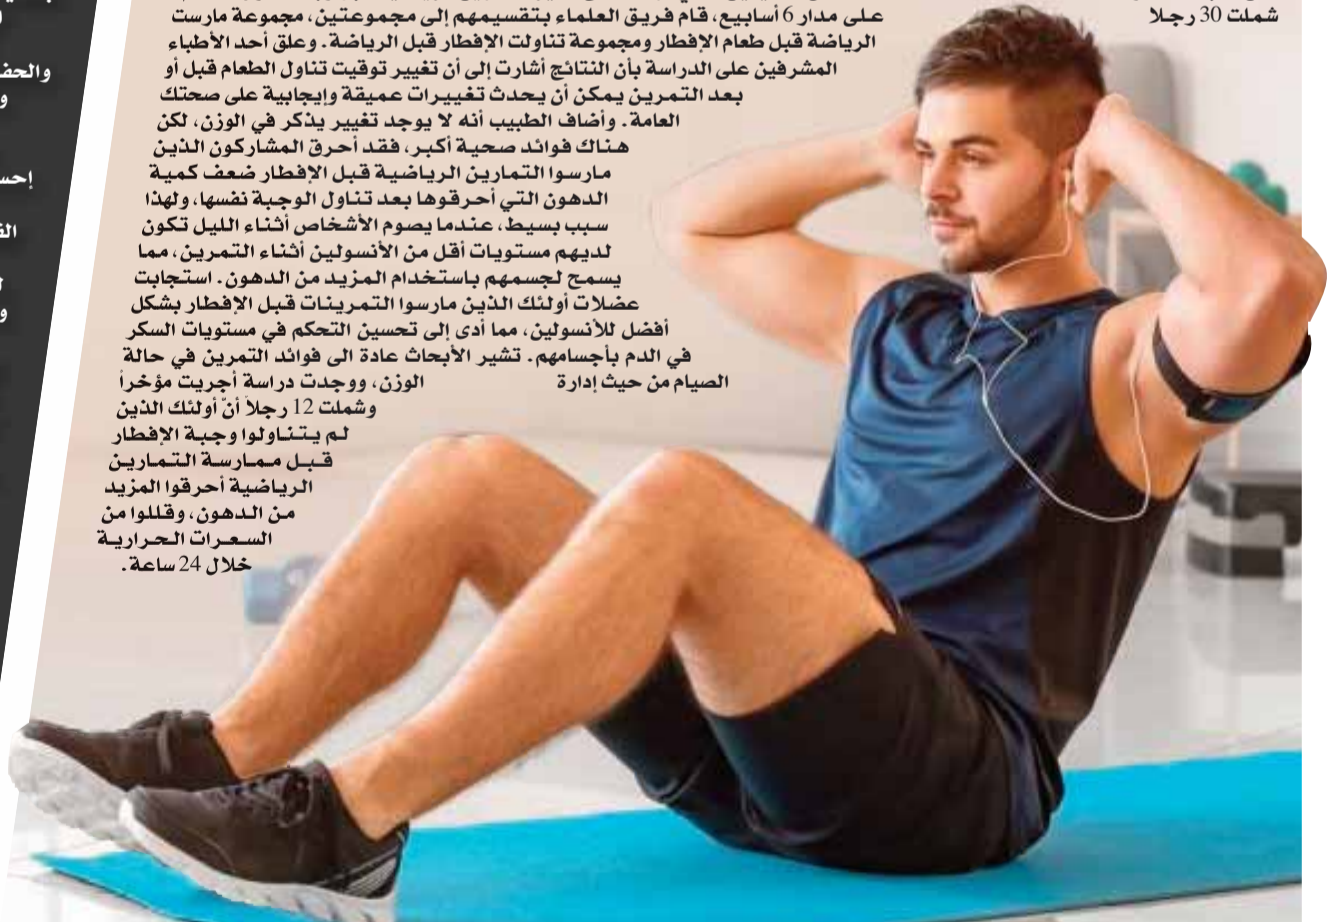 شملت 30 رجلا
على مدار 6 أسابيع، قام فريق العلماء بتقسيمهم إلى مجموعتين، مجموعة مارست
الرياضة قبل طعام الإفطار ومجموعة تناولت الإفطار قبل الرياضة. وعلق أحد الأطباء
المشرفين على الدراسة بأن النتائج أشارت إلى أن تغيير توقيت تناول الطعام قبل أو
بعد التمرين يمكن أن يحدث تغييرات عميقة وإيجابية على صحتك
العامة. وأضاف الطبيب أنه لا يوجد تغيير يذكر في الوزن، لكن
هناك فوائد صحية أكبر، فقد أحرق المشاركون الذين
مارسوا التمارين الرياضية قبل الإفطار ضعف كمية
الدهون التي أحرقوها بعد تناول الوجبة نفسها، ولهذا
سبب بسيط، عندما يصوم الأشخاص أثناء الليل تكون
لديهم مستويات أقل من الأنسولين أثناء التمرين، مما
يسمح لجسمهم باستخدام المزيد من الدهون. استجابت
عضلات أولئك الذين مارسوا التمرينات قبل الإفطار بشكل
أفضل للأنسولين، مما أدى إلى تحسين التحكم في مستويات السكر
في الدم بأجسامهم. تشير الأبحاث عادة الى فوائد التمرين في حالة
الصيام من حيث إدارة الوزن، ووجدت دراسة أجريت مؤخراً
وشملت 12 رجلاً أنّ أولئك الذين
لم يتناولوا وجبة الإفطار
قبل ممارسة التمارين
الرياضية أحرقوا المزيد
من الدهون، وقللوا من
السعرات الحرارية
خلال 24 ساعة.